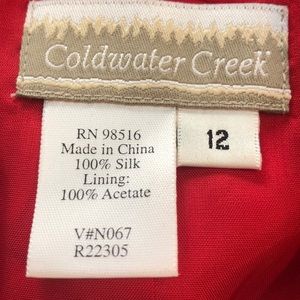 Coldwater Creek
RN 98516
Made in China
100% Silk
Lining:
100% Acetate
V#N067
R22305
12